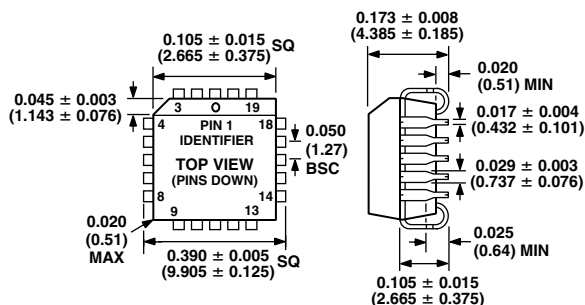 0.173 ± 0.008
(4.385 ± 0.185)
0.105 ± 0.015 SQ
(2.665 ± 0.375)
0.020
(0.51) MIN
0.045 ± 0.003
(1.143 ± 0.076)
3 O 19
4 PIN 1 18
IDENTIFIER
TOP VIEW
(PINS DOWN)
0.050
(1.27)
BSC
0.017 ± 0.004
(0.432 ± 0.101)
0.029 ± 0.003
(0.737 ± 0.076)
8 14
9 13
0.020
(0.51)
MAX
0.390 ± 0.005 SQ
(9.905 ± 0.125)
0.025
(0.64) MIN
0.105 ± 0.015
(2.665 ± 0.375)